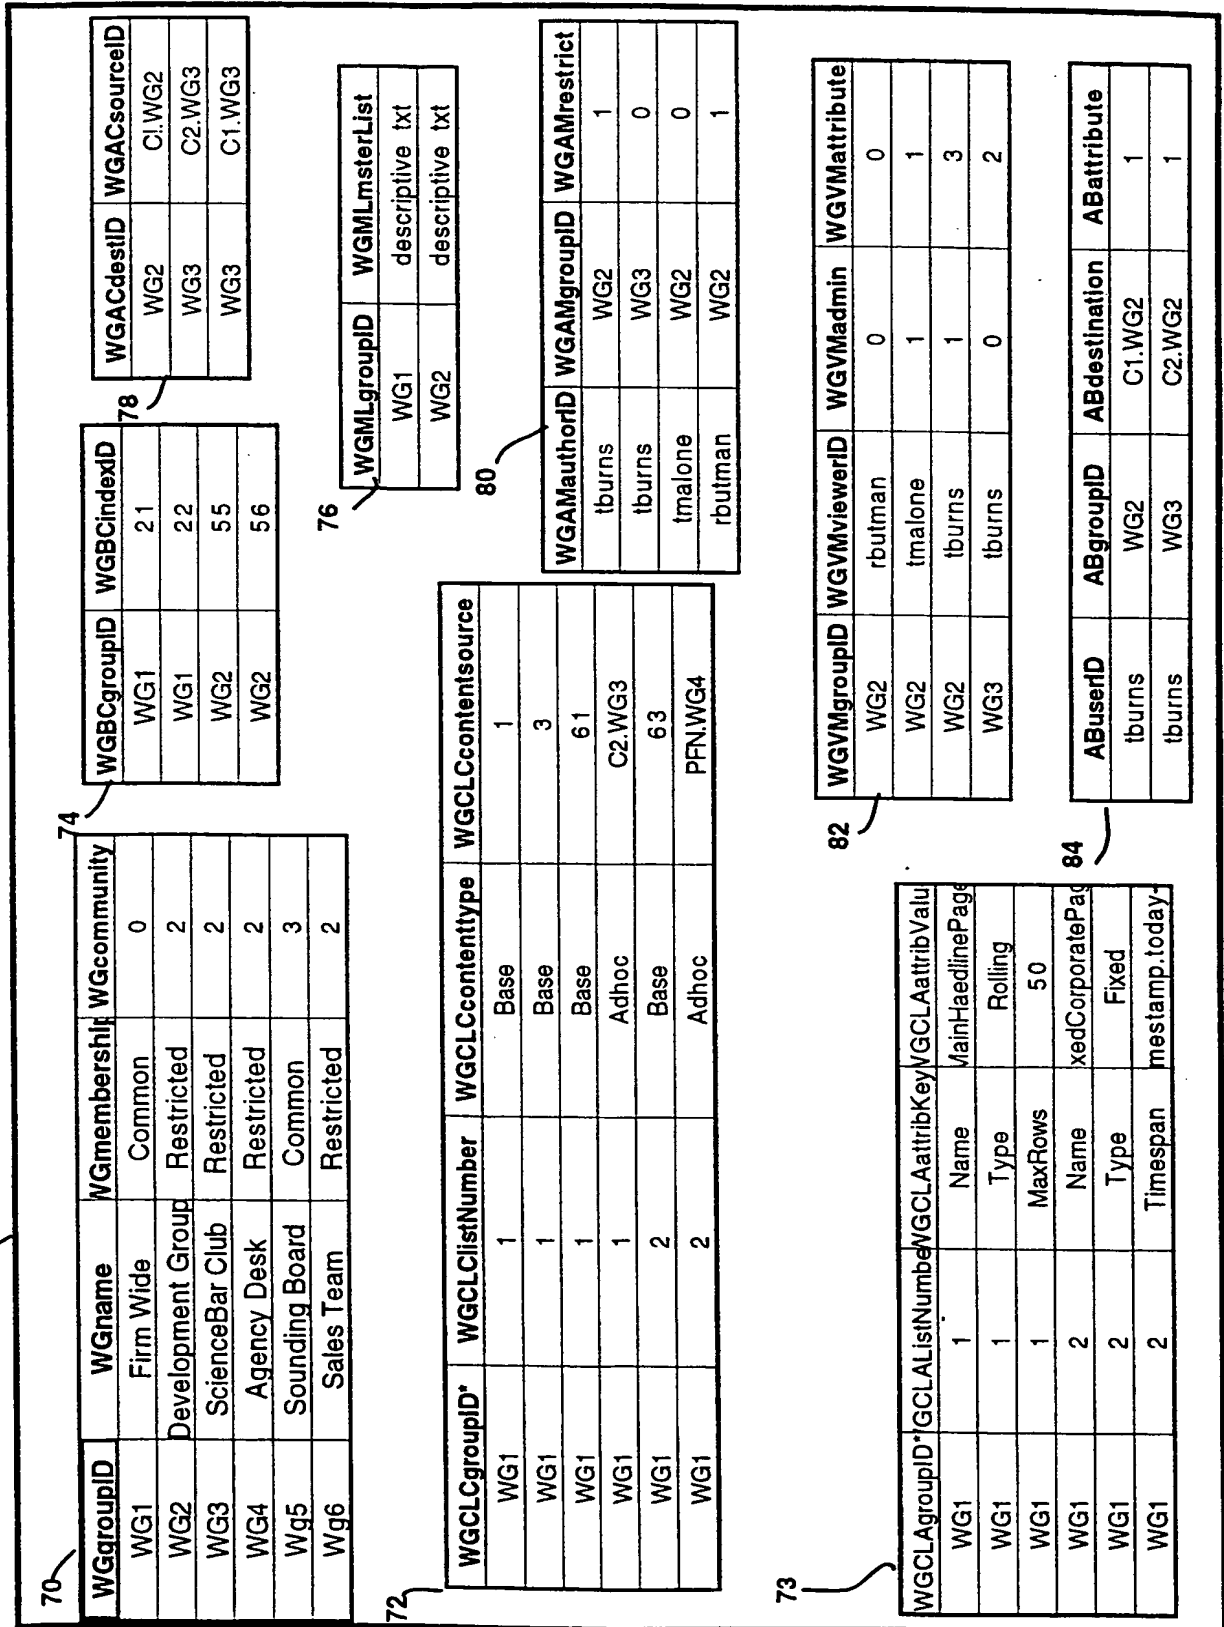 70
WGgroupID WGname WGmembership WGcommunity
WG1 Firm Wide Common 0
WG2 Development Group Restricted 2
WG3 ScienceBar Club Restricted 2
WG4 Agency Desk Restricted 2
Wg5 Sounding Board Common 3
Wg6 Sales Team Restricted 2
74
WGBCgroupID WGBCindexID
WG1 21
WG1 22
WG2 55
WG2 56
78
WGACdestID WGACsourceID
WG2 C!.WG2
WG3 C2.WG3
WG3 C1.WG3
76
WGMLgroupID WGMLmsterList
WG1 descriptive txt
WG2 descriptive txt
72
WGCLCgroupID* WGCLClistNumber WGCLCcontenttype WGCLCcontentsource
WG1 1 Base 1
WG1 1 Base 3
WG1 1 Base 61
WG1 1 Adhoc C2.WG3
WG1 2 Base 63
WG1 2 Adhoc PFN.WG4
80
WGAMauthorID WGAMgroupID WGAMrestrict
tburns WG2 1
tburns WG3 0
tmalone WG2 0
rbutman WG2 1
73
WGCLAgroupID* GCLAListNumbe WGCLAattribKey GCLAattribValu
WG1 1 Name MainHaedlinePage
WG1 1 Type Rolling
WG1 1 MaxRows 50
WG1 2 Name xedCorporatePag
WG1 2 Type Fixed
WG1 2 Timespan mestamp.today-
82
WGVMgroupID WGVMviewerID WGVMadmin WGVMattribute
WG2 rbutman 0 0
WG2 tmalone 1 1
WG2 tburns 1 3
WG3 tburns 0 2
84
ABuserID ABgroupID ABdestination ABattribute
tburns WG2 C1.WG2 1
tburns WG3 C2.WG2 1